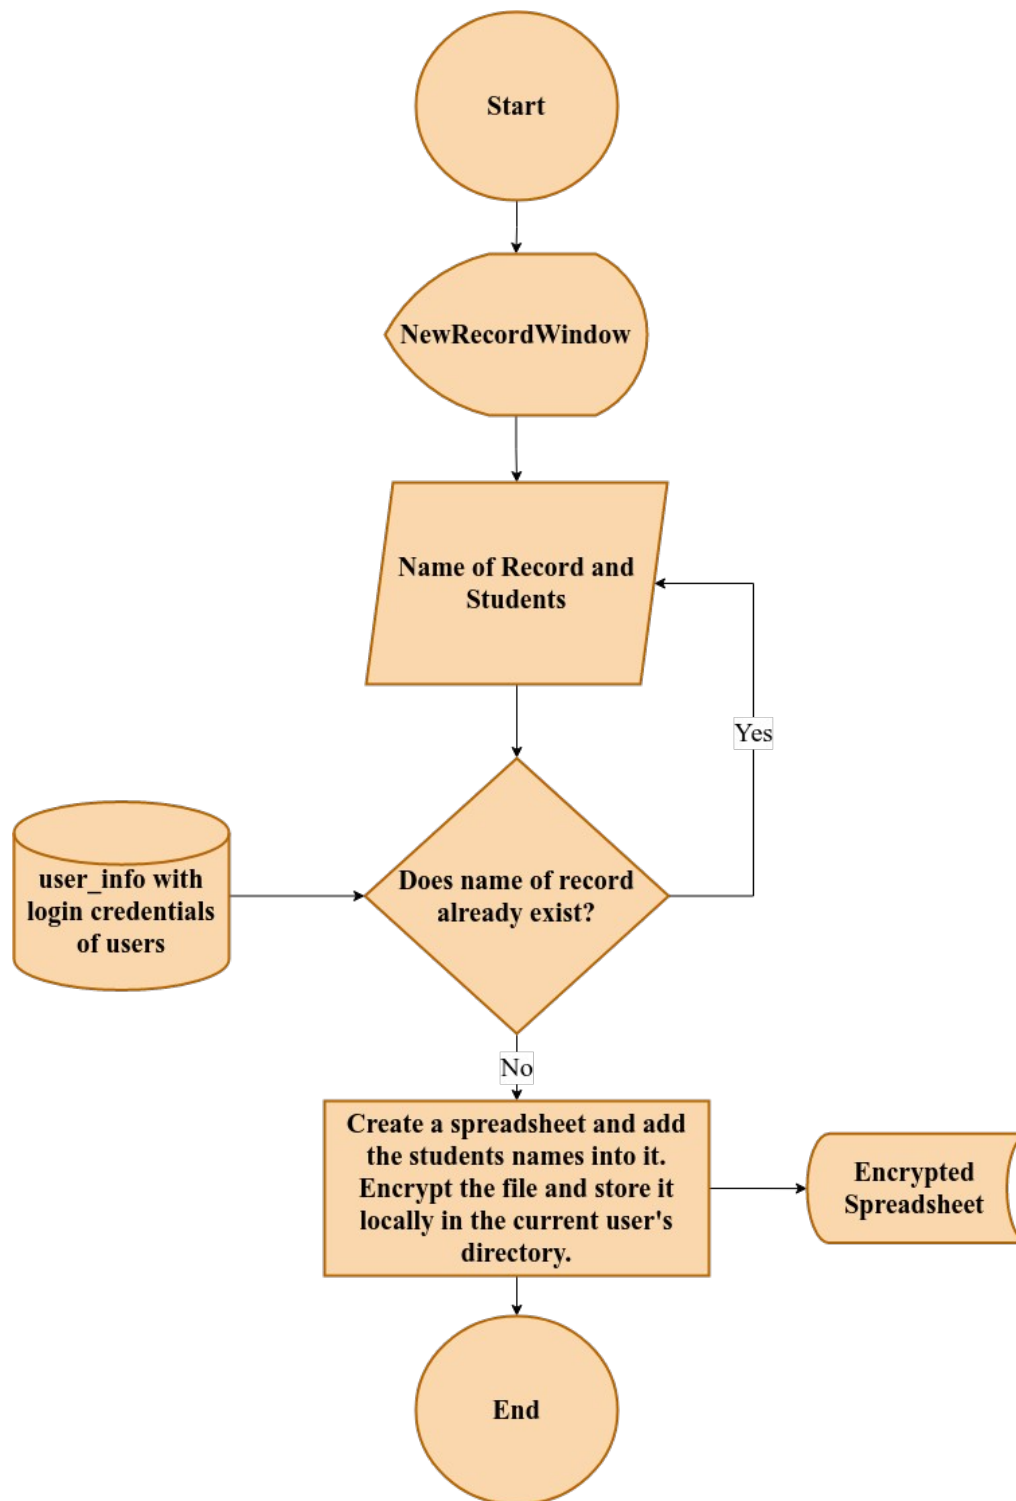 Start
NewRecordWindow
Name of Record and
Students
Yes
user_info with
login credentials
of users
Does name of record
already exist?
No
Create a spreadsheet and add
the students names into it.
Encrypt the file and store it
locally in the current user's
directory.
Encrypted
Spreadsheet
End